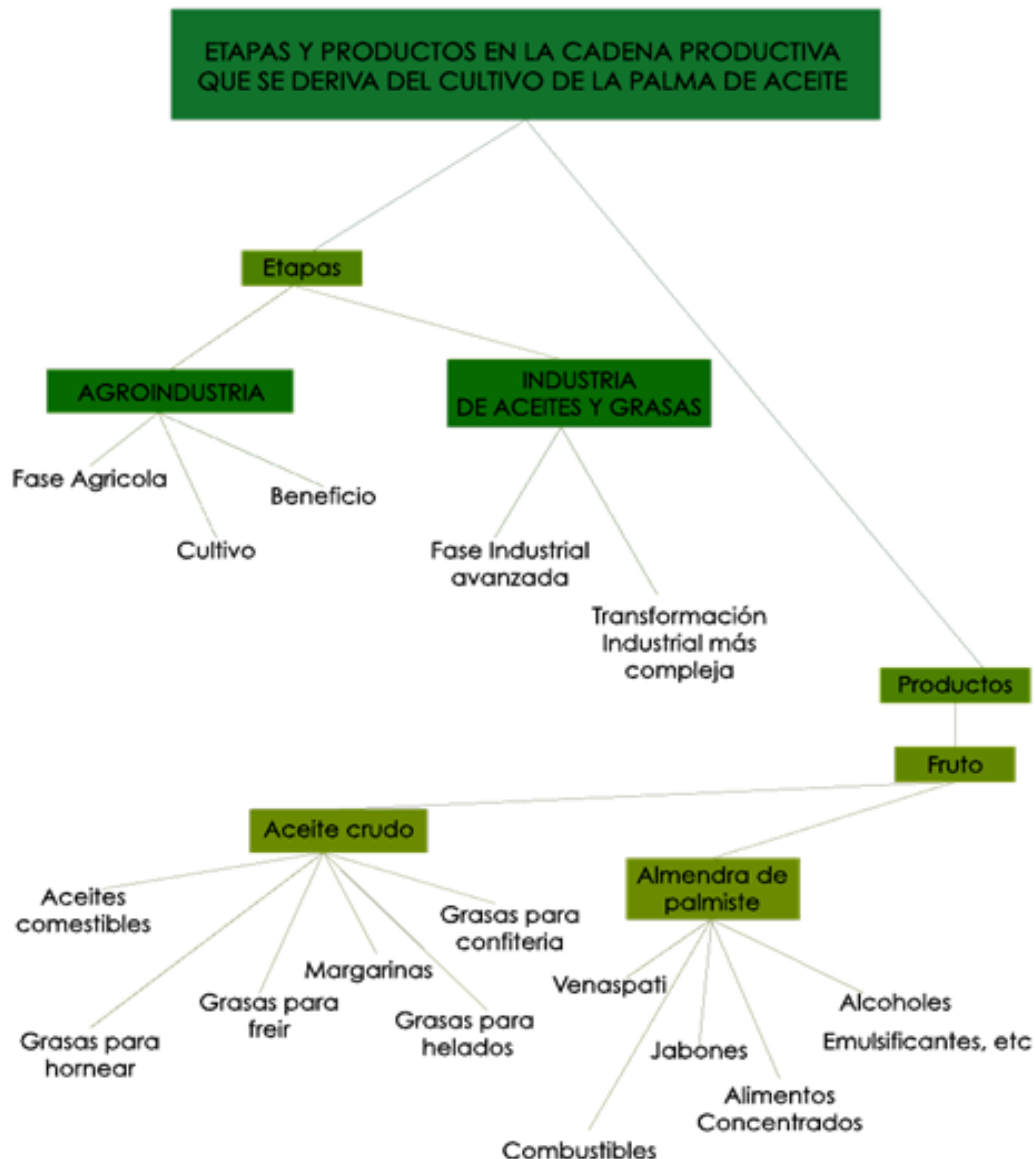 ETAPAS Y PRODUCTOS EN LA CADENA PRODUCTIVA
QUE SE DERIVA DEL CULTIVO DE LA PALMA DE ACEITE
Etapas
AGROINDUSTRIA
INDUSTRIA
DE ACEITES Y GRASAS
Fase Agricola
Beneficio
Cultivo
Fase Industrial
avanzada
Transformación
Industrial más
compleja
Productos
Fruto
Aceite crudo
Almendra de
palmiste
Aceites
comestibles
Grasas para
confiteria
Margarinas
Grasas para
freir
Grasas para
helados
Grasas para
hornear
Venaspati
Alcoholes
Emulsificantes, etc
Jabones
Alimentos
Concentrados
Combustibles